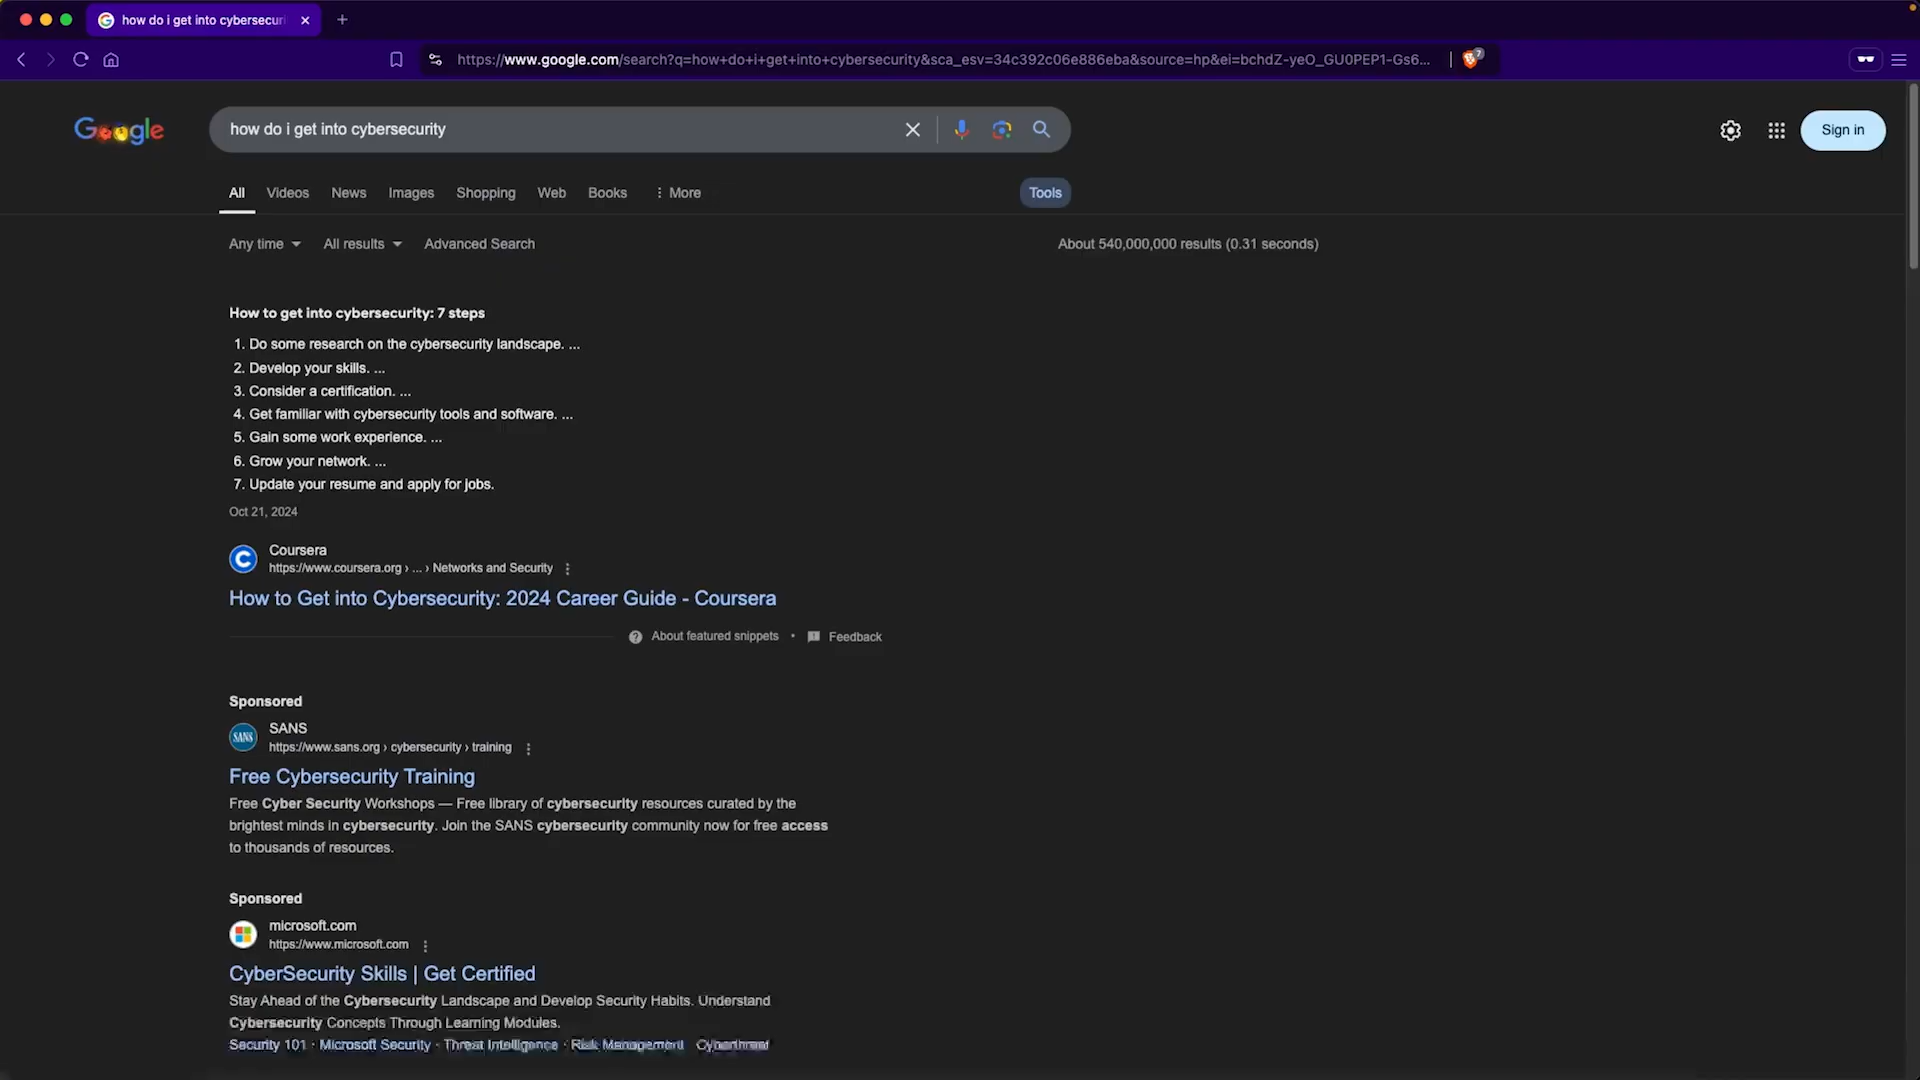 how do i get into cybersecuri
https://www.google.com/search?q=how+do+i+get+into+cybersecurity&sca_esv=34c392c06e886eba&source=hp&ei=bchdZ-yeO_GU0PEP1-Gs6...
7
Google
how do i get into cybersecurity
Sign in
All Videos News Images Shopping Web Books More
Tools
Any time All results Advanced Search
About 540,000,000 results (0.31 seconds)
How to get into cybersecurity: 7 steps
1. Do some research on the cybersecurity landscape. ...
2. Develop your skills. ...
3. Consider a certification. ...
4. Get familiar with cybersecurity tools and software. ...
5. Gain some work experience. ...
6. Grow your network. ...
7. Update your resume and apply for jobs.
Oct 21, 2024
Coursera
https://www.coursera.org › ... › Networks and Security
How to Get into Cybersecurity: 2024 Career Guide - Coursera
About featured snippets • Feedback
Sponsored
SANS
SANS
https://www.sans.org › cybersecurity › training
Free Cybersecurity Training
Free Cyber Security Workshops — Free library of cybersecurity resources curated by the
brightest minds in cybersecurity. Join the SANS cybersecurity community now for free access
to thousands of resources.
Sponsored
microsoft.com
https://www.microsoft.com
CyberSecurity Skills | Get Certified
Stay Ahead of the Cybersecurity Landscape and Develop Security Habits. Understand
Cybersecurity Concepts Through Learning Modules.
Security 101 · Microsoft Security · Threat Intelligence · Risk Management